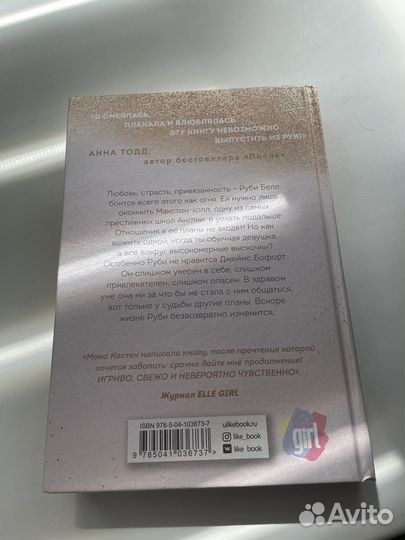 «Я СМЕЯЛАСЬ,
ПЛАКАЛА И ВЛЮБЛЯЛАСЬ.
ЭТУ КНИГУ НЕВОЗМОЖНО
ВЫПУСТИТЬ ИЗ РУК!»
АННА ТОДД,
автор бестселлера «После»
Любовь, страсть, привязанность – Руби Белл
боится всего этого как огня. Ей нужно лишь
окончить Макстон-холл, одну из самых
престижных школ Англии, и уехать подальше.
Отношения в ее планы не входят! Но как
выжить одной, когда ты обычная девушка,
а все вокруг высокомерные выскочки?
Особенно Руби не нравится Джеймс Бофорт.
Он слишком уверен в себе, слишком
привлекателен, слишком опасен. В здравом
уме она ни за что бы не стала с ним общаться,
вот только у судьбы другие планы. Вскоре
жизнь Руби безвозвратно изменится.
«Мона Кастен написала книгу, после прочтения которой
хочется завопить: срочно дайте мне продолжение!
ИГРИВО, СВЕЖО И НЕВЕРОЯТНО ЧУВСТВЕННО».
Журнал ELLE GIRL
ISBN 978-5-04-103673-7
9 785041 036737 >
ulikebook.ru
like_book
like_book
girl
Avito